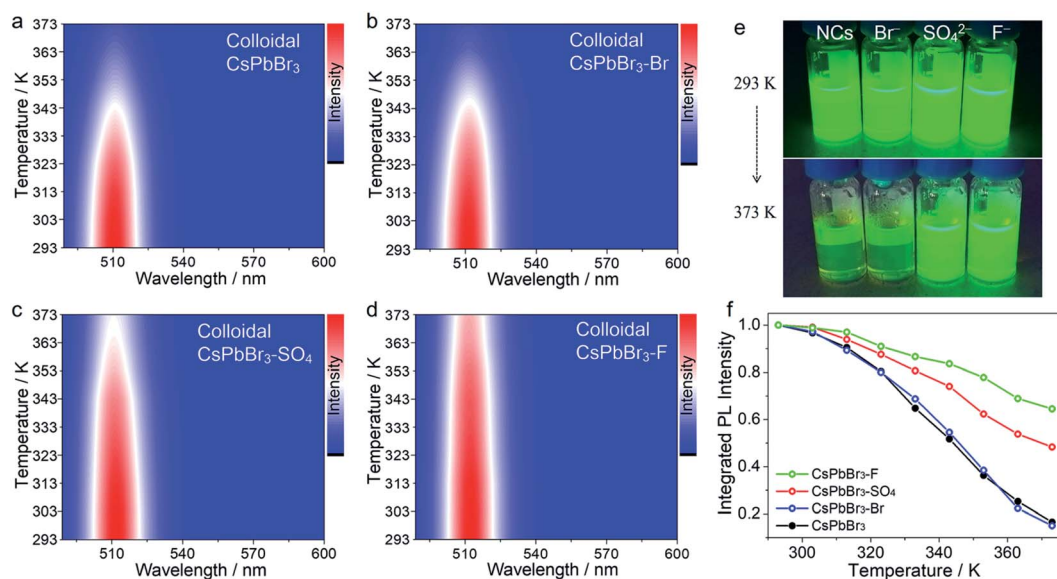 a
373
363
353
343
333
323
313
303
293
Temperature / K
Colloidal
CsPbBr₃
Intensity
510 540 570 600
Wavelength / nm
b
373
363
353
343
333
323
313
303
293
Temperature / K
Colloidal
CsPbBr₃-Br
Intensity
510 540 570 600
Wavelength / nm
e
NCs Br⁻ SO₄²⁻ F⁻
293 K
373 K
c
373
363
353
343
333
323
313
303
293
Temperature / K
Colloidal
CsPbBr₃-SO₄
Intensity
510 540 570 600
Wavelength / nm
d
373
363
353
343
333
323
313
303
293
Temperature / K
Colloidal
CsPbBr₃-F
Intensity
510 540 570 600
Wavelength / nm
f
1.0
0.8
0.6
0.4
0.2
Integrated PL Intensity
CsPbBr₃-F
CsPbBr₃-SO₄
CsPbBr₃-Br
CsPbBr₃
300 320 340 360
Temperature / K